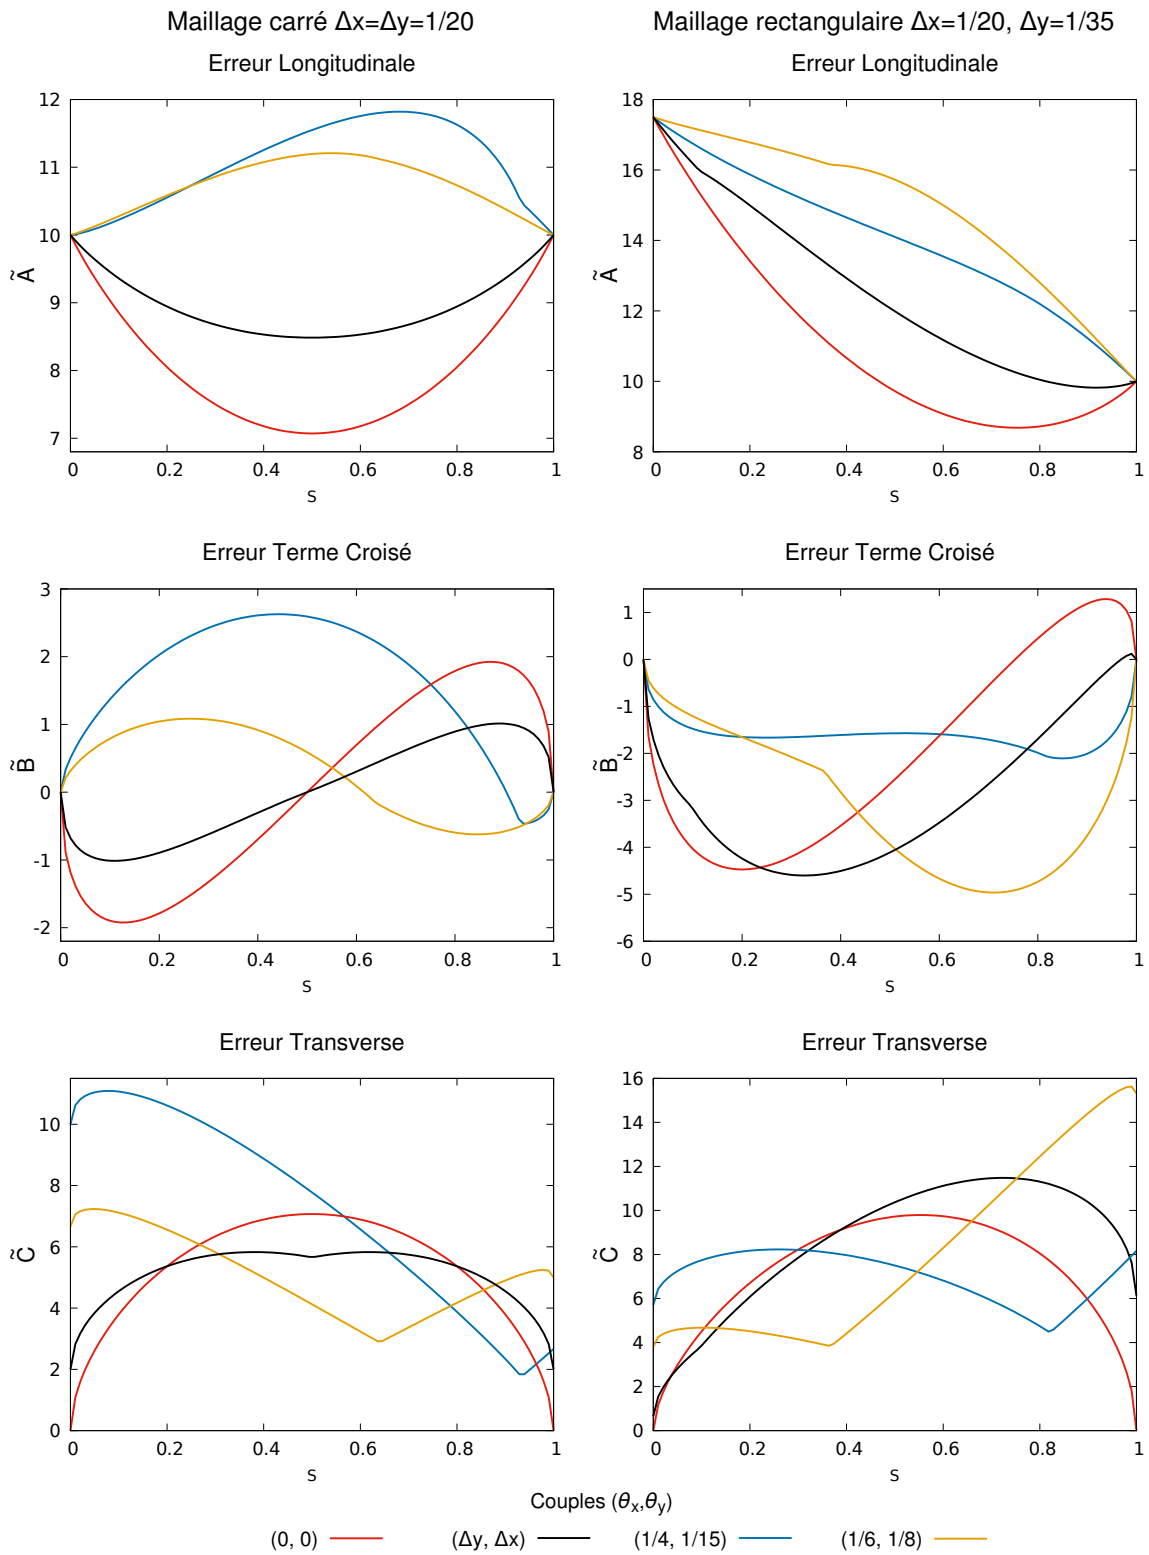 Maillage carré Δx=Δy=1/20
Maillage rectangulaire Δx=1/20, Δy=1/35
Erreur Longitudinale
12
11
10
9
8
7
Ã
0 0.2 0.4 0.6 0.8 1
S
Erreur Longitudinale
18
16
14
12
10
8
Ã
0 0.2 0.4 0.6 0.8 1
S
Erreur Terme Croisé
3
2
1
0
-1
-2
B̃
0 0.2 0.4 0.6 0.8 1
S
Erreur Terme Croisé
1
0
-1
-2
-3
-4
-5
-6
B̃
0 0.2 0.4 0.6 0.8 1
S
Erreur Transverse
10
8
6
4
2
0
C̃
0 0.2 0.4 0.6 0.8 1
S
Erreur Transverse
16
14
12
10
8
6
4
2
0
C̃
0 0.2 0.4 0.6 0.8 1
S
Couples (θx,θy)
(0, 0) (Δy, Δx) (1/4, 1/15) (1/6, 1/8)